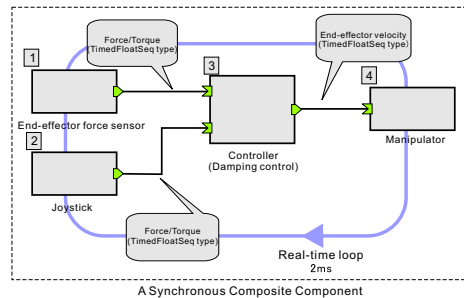 Force/Torque
(TimedFloatSeq type)
End-effector velocity
(TimedFloatSeq type)
1
3
4
End-effector force sensor
2
Controller
(Damping control)
Manipulator
Joystick
Force/Torque
(TimedFloatSeq type)
Real-time loop
2ms
A Synchronous Composite Component